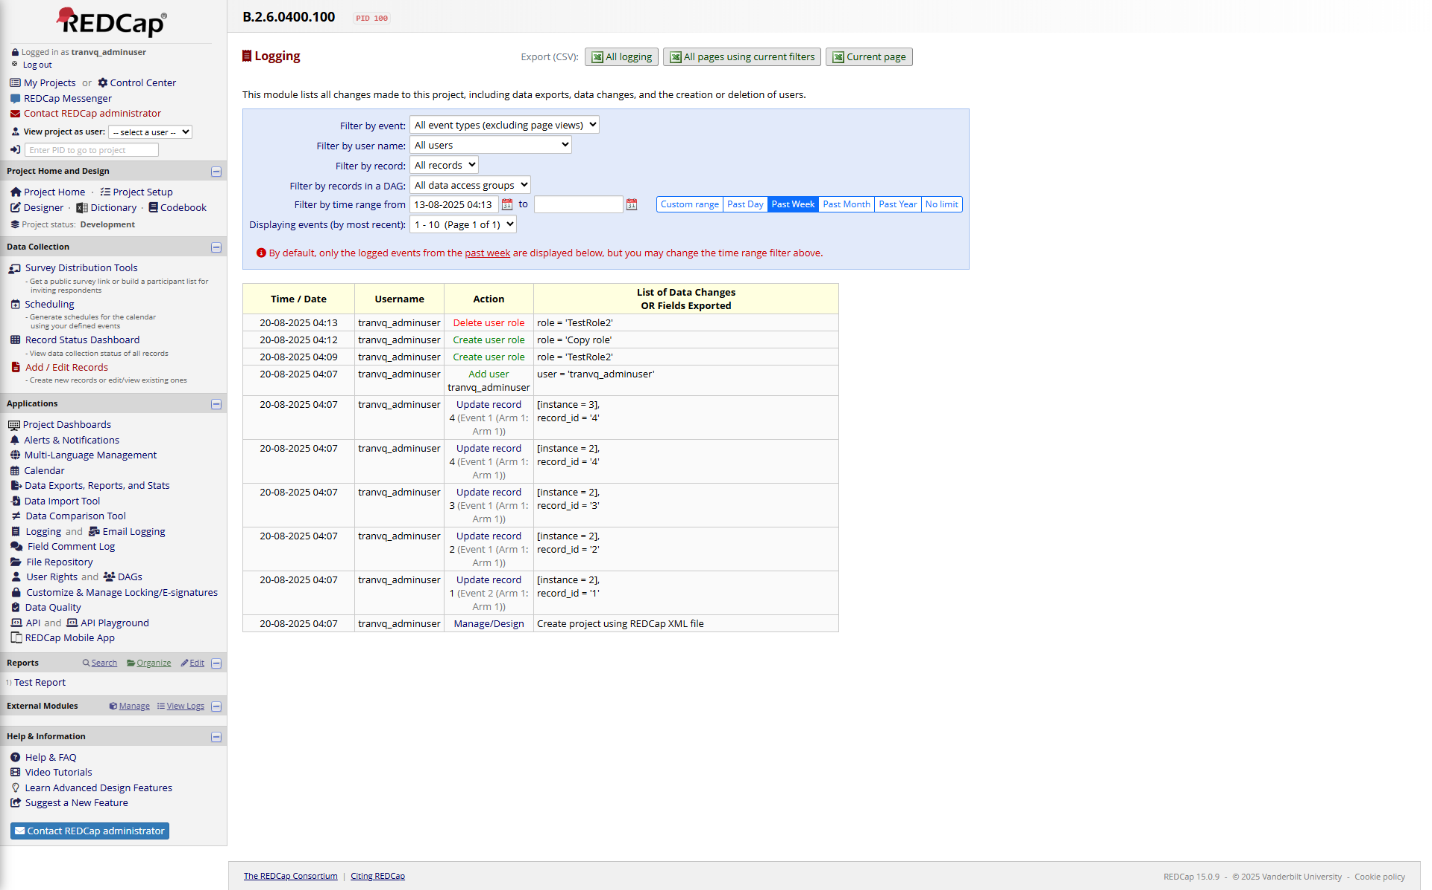 REDCap
Logged in as tranvq_adminuser
Log out
My Projects or Control Center
REDCap Messenger
Contact REDCap administrator
View project as user: -- select a user --
Enter PID to go to project
Project Home and Design
Project Home · Project Setup
Designer · Dictionary · Codebook
Project status: Development
Data Collection
Survey Distribution Tools
- Get a public survey link or build a participant list for
inviting respondents
Scheduling
- Generate schedules for the calendar
using your defined events
Record Status Dashboard
- View data collection status of all records
Add / Edit Records
- Create new records or edit/view existing ones
Applications
Project Dashboards
Alerts & Notifications
Multi-Language Management
Calendar
Data Exports, Reports, and Stats
Data Import Tool
Data Comparison Tool
Logging and Email Logging
Field Comment Log
File Repository
User Rights and DAGs
Customize & Manage Locking/E-signatures
Data Quality
API and API Playground
REDCap Mobile App
Reports Search Organize Edit
1) Test Report
External Modules Manage View Logs
Help & Information
Help & FAQ
Video Tutorials
Learn Advanced Design Features
Suggest a New Feature
Contact REDCap administrator
B.2.6.0400.100 PID 100
Logging Export (CSV): All logging All pages using current filters Current page
This module lists all changes made to this project, including data exports, data changes, and the creation or deletion of users.
Filter by event: All event types (excluding page views)
Filter by user name: All users
Filter by record: All records
Filter by records in a DAG: All data access groups
Filter by time range from 13-08-2025 04:13 to Custom range Past Day Past Week Past Month Past Year No limit
Displaying events (by most recent): 1 - 10 (Page 1 of 1)
By default, only the logged events from the past week are displayed below, but you may change the time range filter above.
Time / Date Username Action List of Data Changes
OR Fields Exported
20-08-2025 04:13 tranvq_adminuser Delete user role role = 'TestRole2'
20-08-2025 04:12 tranvq_adminuser Create user role role = 'Copy role'
20-08-2025 04:09 tranvq_adminuser Create user role role = 'TestRole2'
20-08-2025 04:07 tranvq_adminuser Add user user = 'tranvq_adminuser'
tranvq_adminuser
20-08-2025 04:07 tranvq_adminuser Update record [instance = 3],
4 (Event 1 (Arm 1: record_id = '4'
Arm 1))
20-08-2025 04:07 tranvq_adminuser Update record [instance = 2],
4 (Event 1 (Arm 1: record_id = '4'
Arm 1))
20-08-2025 04:07 tranvq_adminuser Update record [instance = 2],
3 (Event 1 (Arm 1: record_id = '3'
Arm 1))
20-08-2025 04:07 tranvq_adminuser Update record [instance = 2],
2 (Event 1 (Arm 1: record_id = '2'
Arm 1))
20-08-2025 04:07 tranvq_adminuser Update record [instance = 2],
1 (Event 2 (Arm 1: record_id = '1'
Arm 1))
20-08-2025 04:07 tranvq_adminuser Manage/Design Create project using REDCap XML file
The REDCap Consortium | Citing REDCap REDCap 15.0.9 - © 2025 Vanderbilt University - Cookie policy